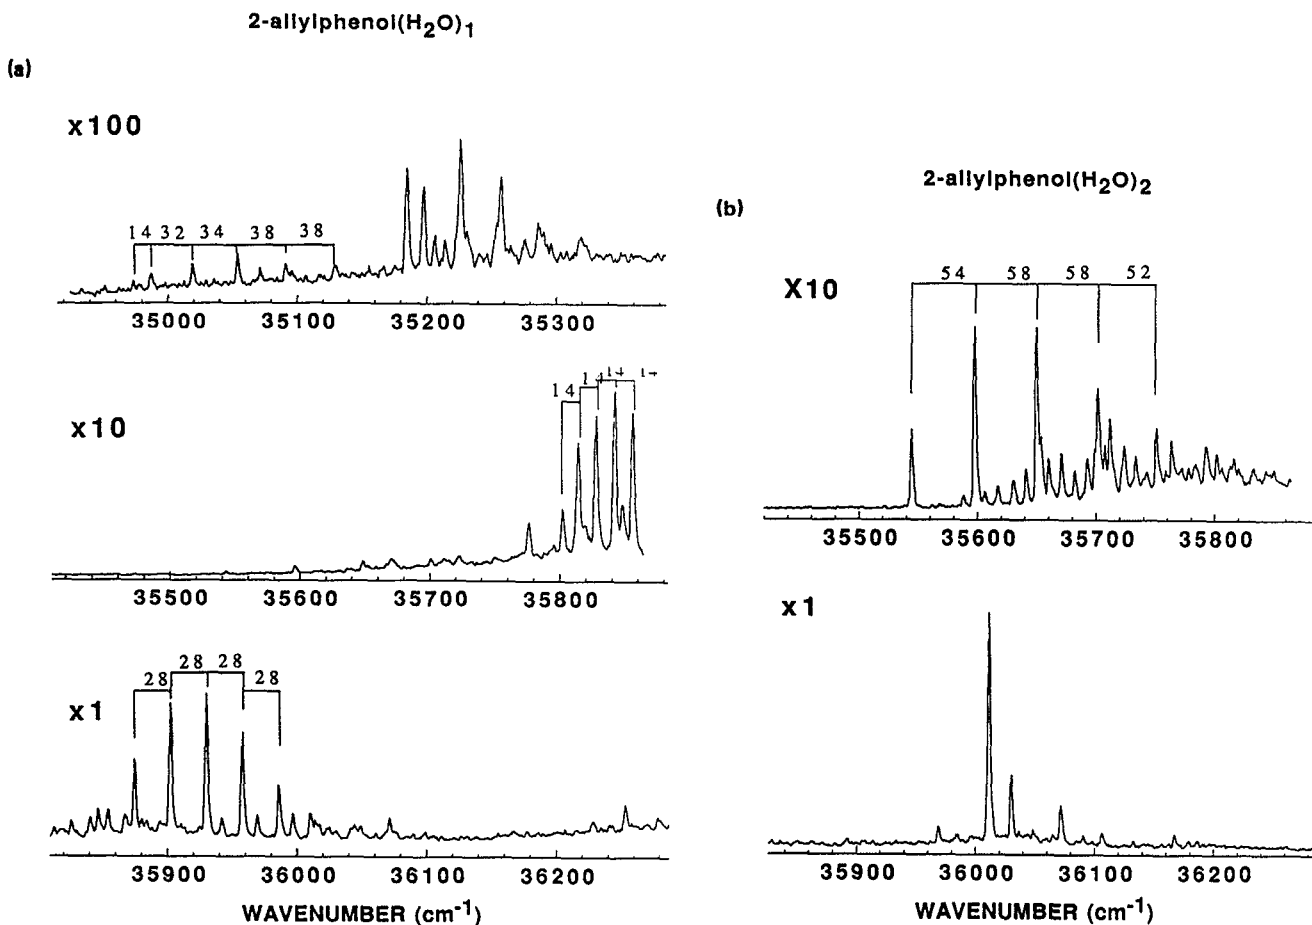 2-allylphenol(H2O)1
(a)
x100
14 32 34 38 38
35000 35100 35200 35300
x10
14 14 14 14
35500 35600 35700 35800
x1
28 28 28 28
35900 36000 36100 36200
WAVENUMBER (cm-1)
2-allylphenol(H2O)2
(b)
X10
54 58 58 52
35500 35600 35700 35800
x1
35900 36000 36100 36200
WAVENUMBER (cm-1)